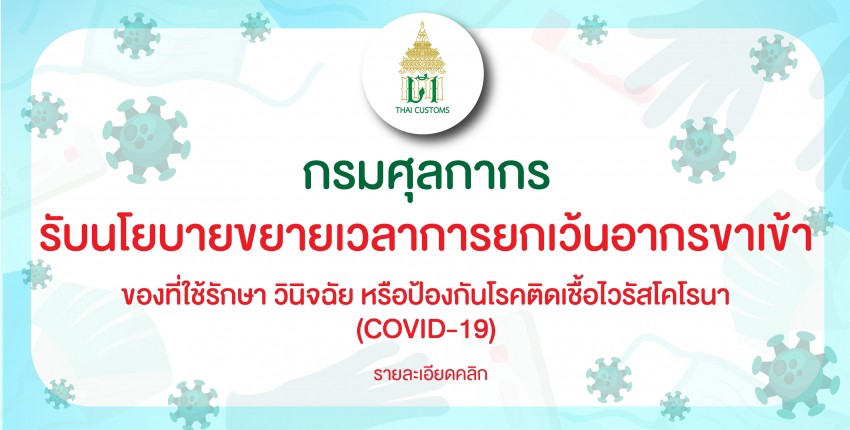 THAI CUSTOMS
กรมศุลกากร
รับนโยบายขยายเวลาการยกเว้นอากรขาเข้า
ของที่ใช้รักษา วินิจฉัย หรือป้องกันโรคติดเชื้อไวรัสโคโรนา
(COVID-19)
รายละเอียดคลิก